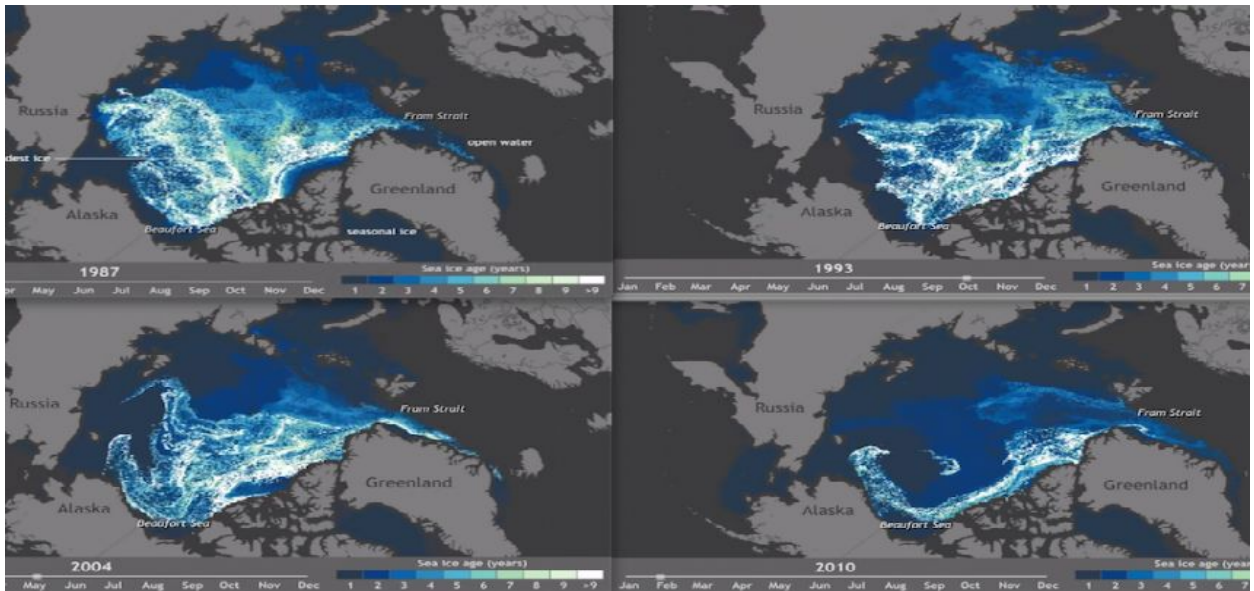 Russia
Fram Strait
open water
dest ice
Greenland
Alaska
Beaufort Sea
seasonal ice
1987
Sea ice age (years)
May Jun Jul Aug Sep Oct Nov Dec
1 2 3 4 5 6 7 8 9 >9
Russia
Fram Strait
Greenland
Alaska
Beaufort Sea
1993
Sea ice age (year
Jan Feb Mar Apr May Jun Jul Aug Sep Oct Nov Dec
1 2 3 4 5 6 7
Russia
Fram Strait
Greenland
Alaska
Beaufort Sea
2004
Sea ice age (years)
May Jun Jul Aug Sep Oct Nov Dec
1 2 3 4 5 6 7 8 9 >9
Russia
Fram Strait
Greenland
Alaska
Beaufort Sea
2010
Sea ice age (year
Jan Feb Mar Apr May Jun Jul Aug Sep Oct Nov Dec
1 2 3 4 5 6 7